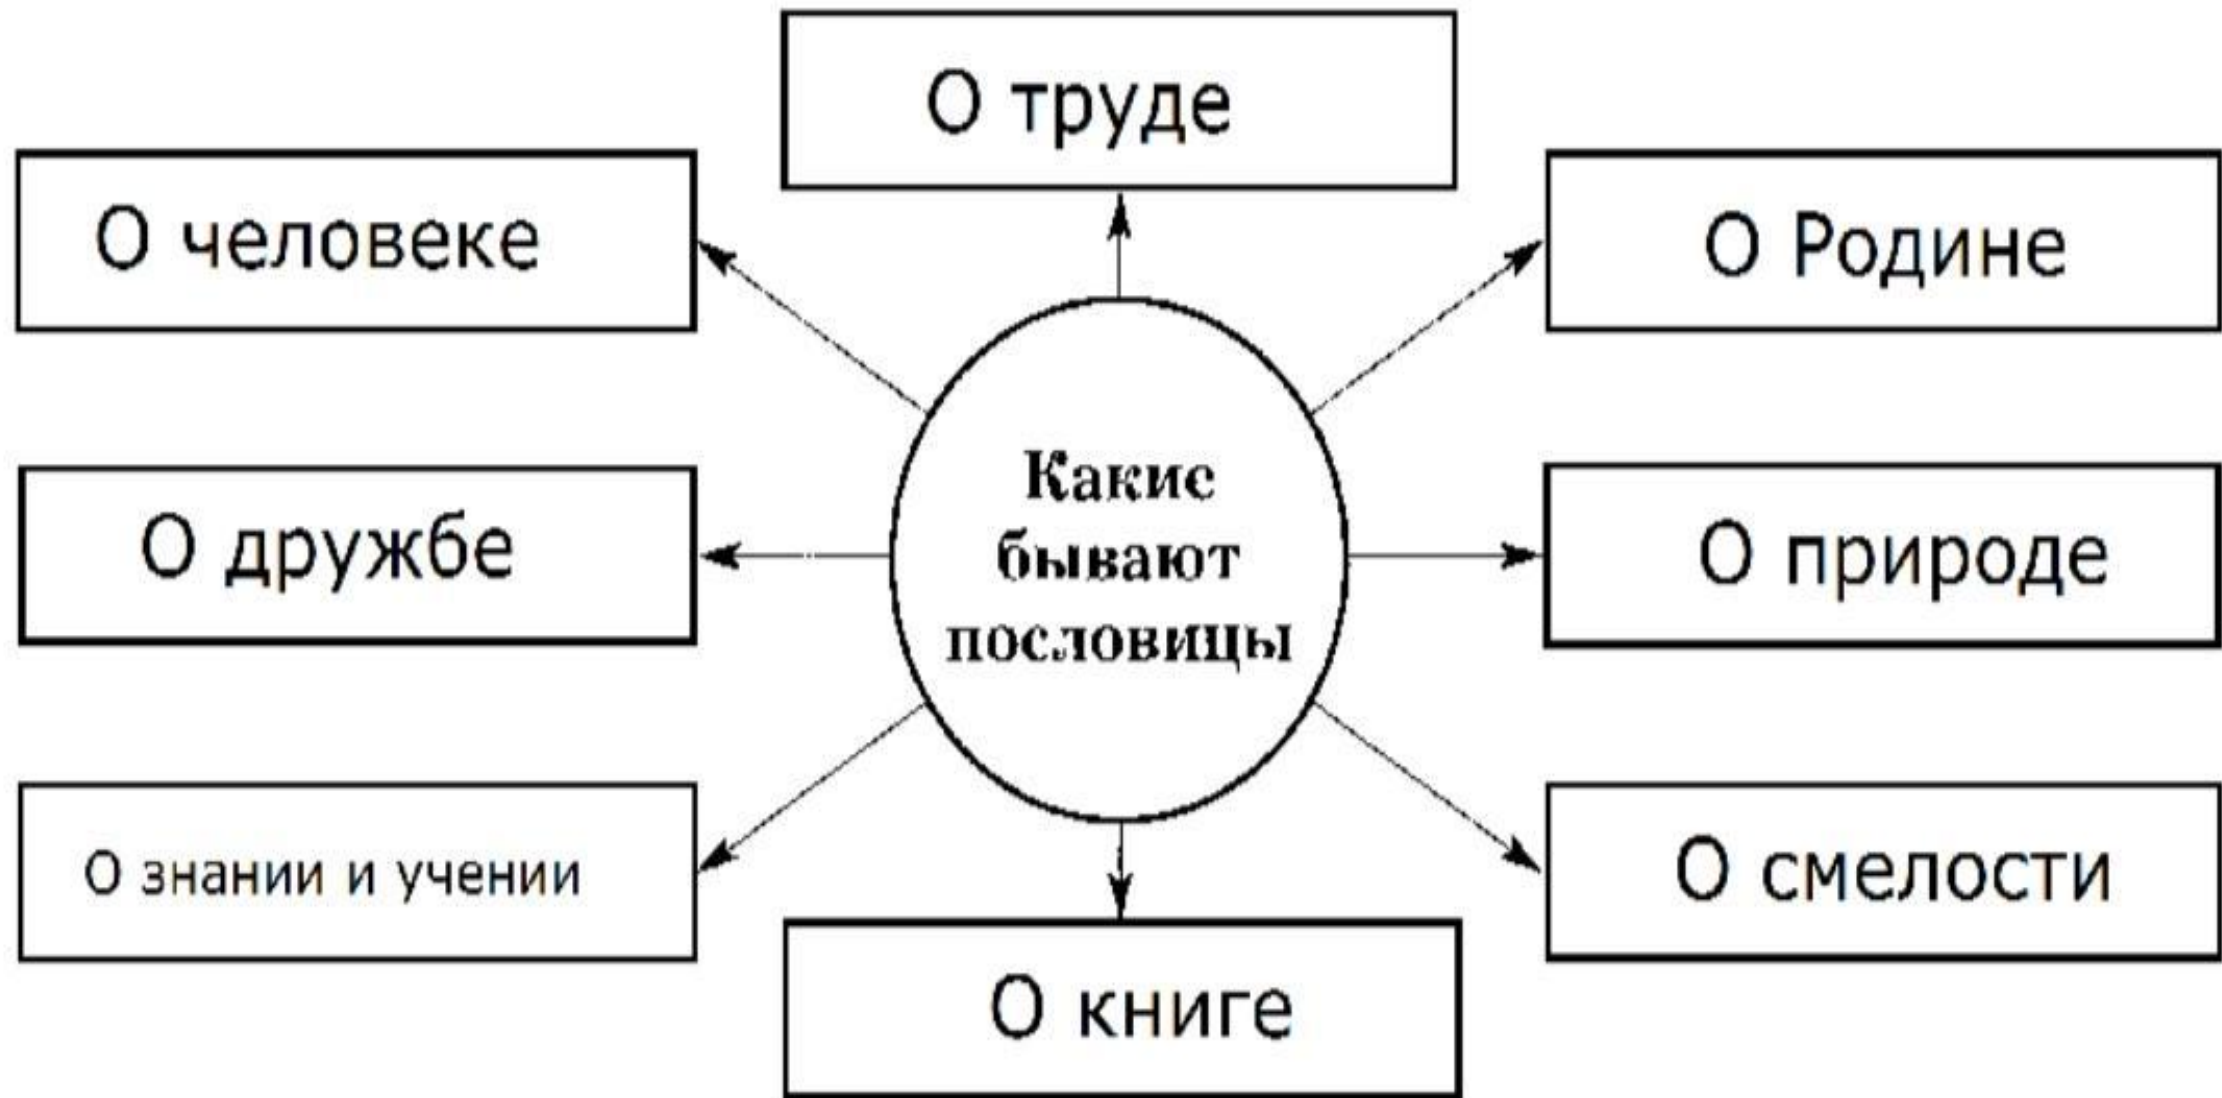 О труде
О человеке
О Родине
Какие
бывают
пословицы
О дружбе
О природе
О знании и учении
О смелости
О книге